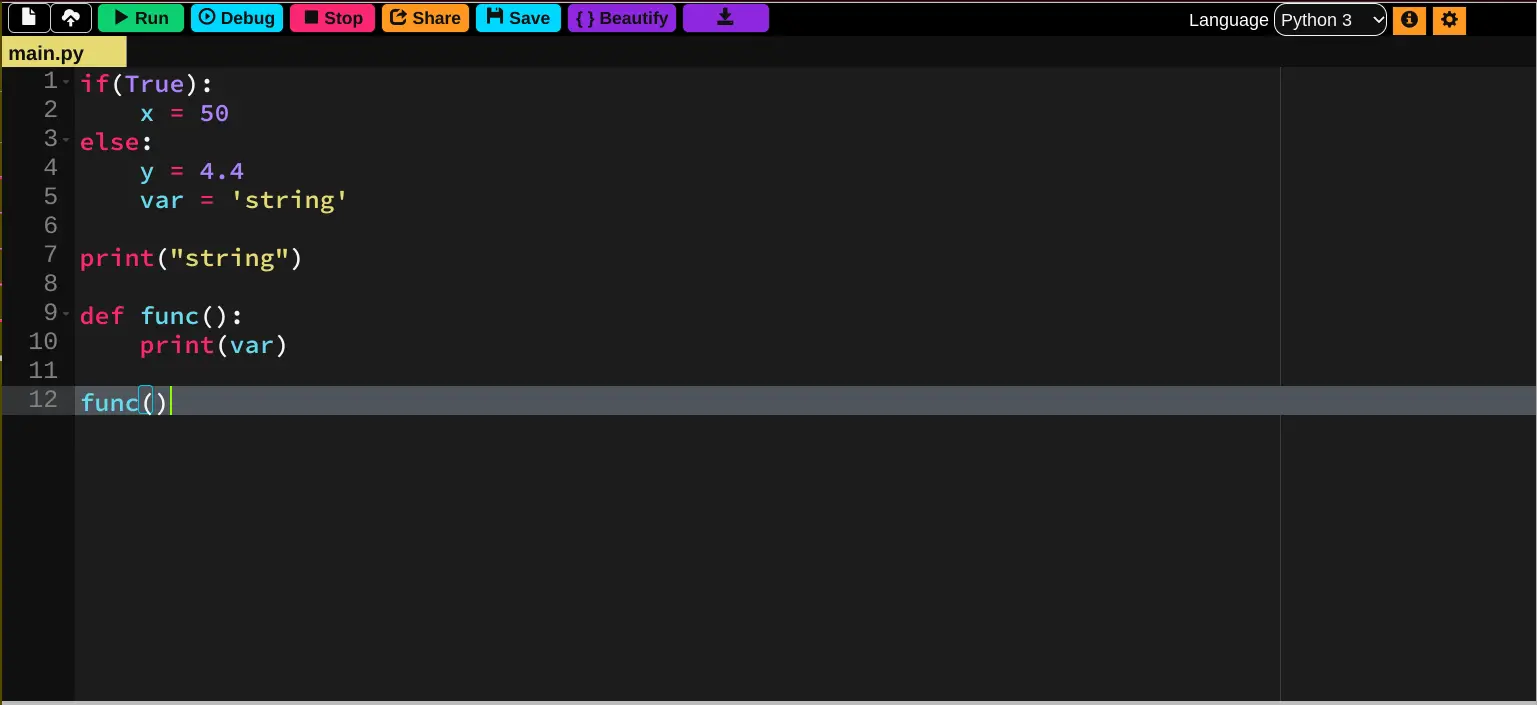 Run Debug Stop Share Save { } Beautify Language Python 3
main.py
1 if(True):
2     x = 50
3 else:
4     y = 4.4
5     var = 'string'
6
7 print("string")
8
9 def func():
10     print(var)
11
12 func()